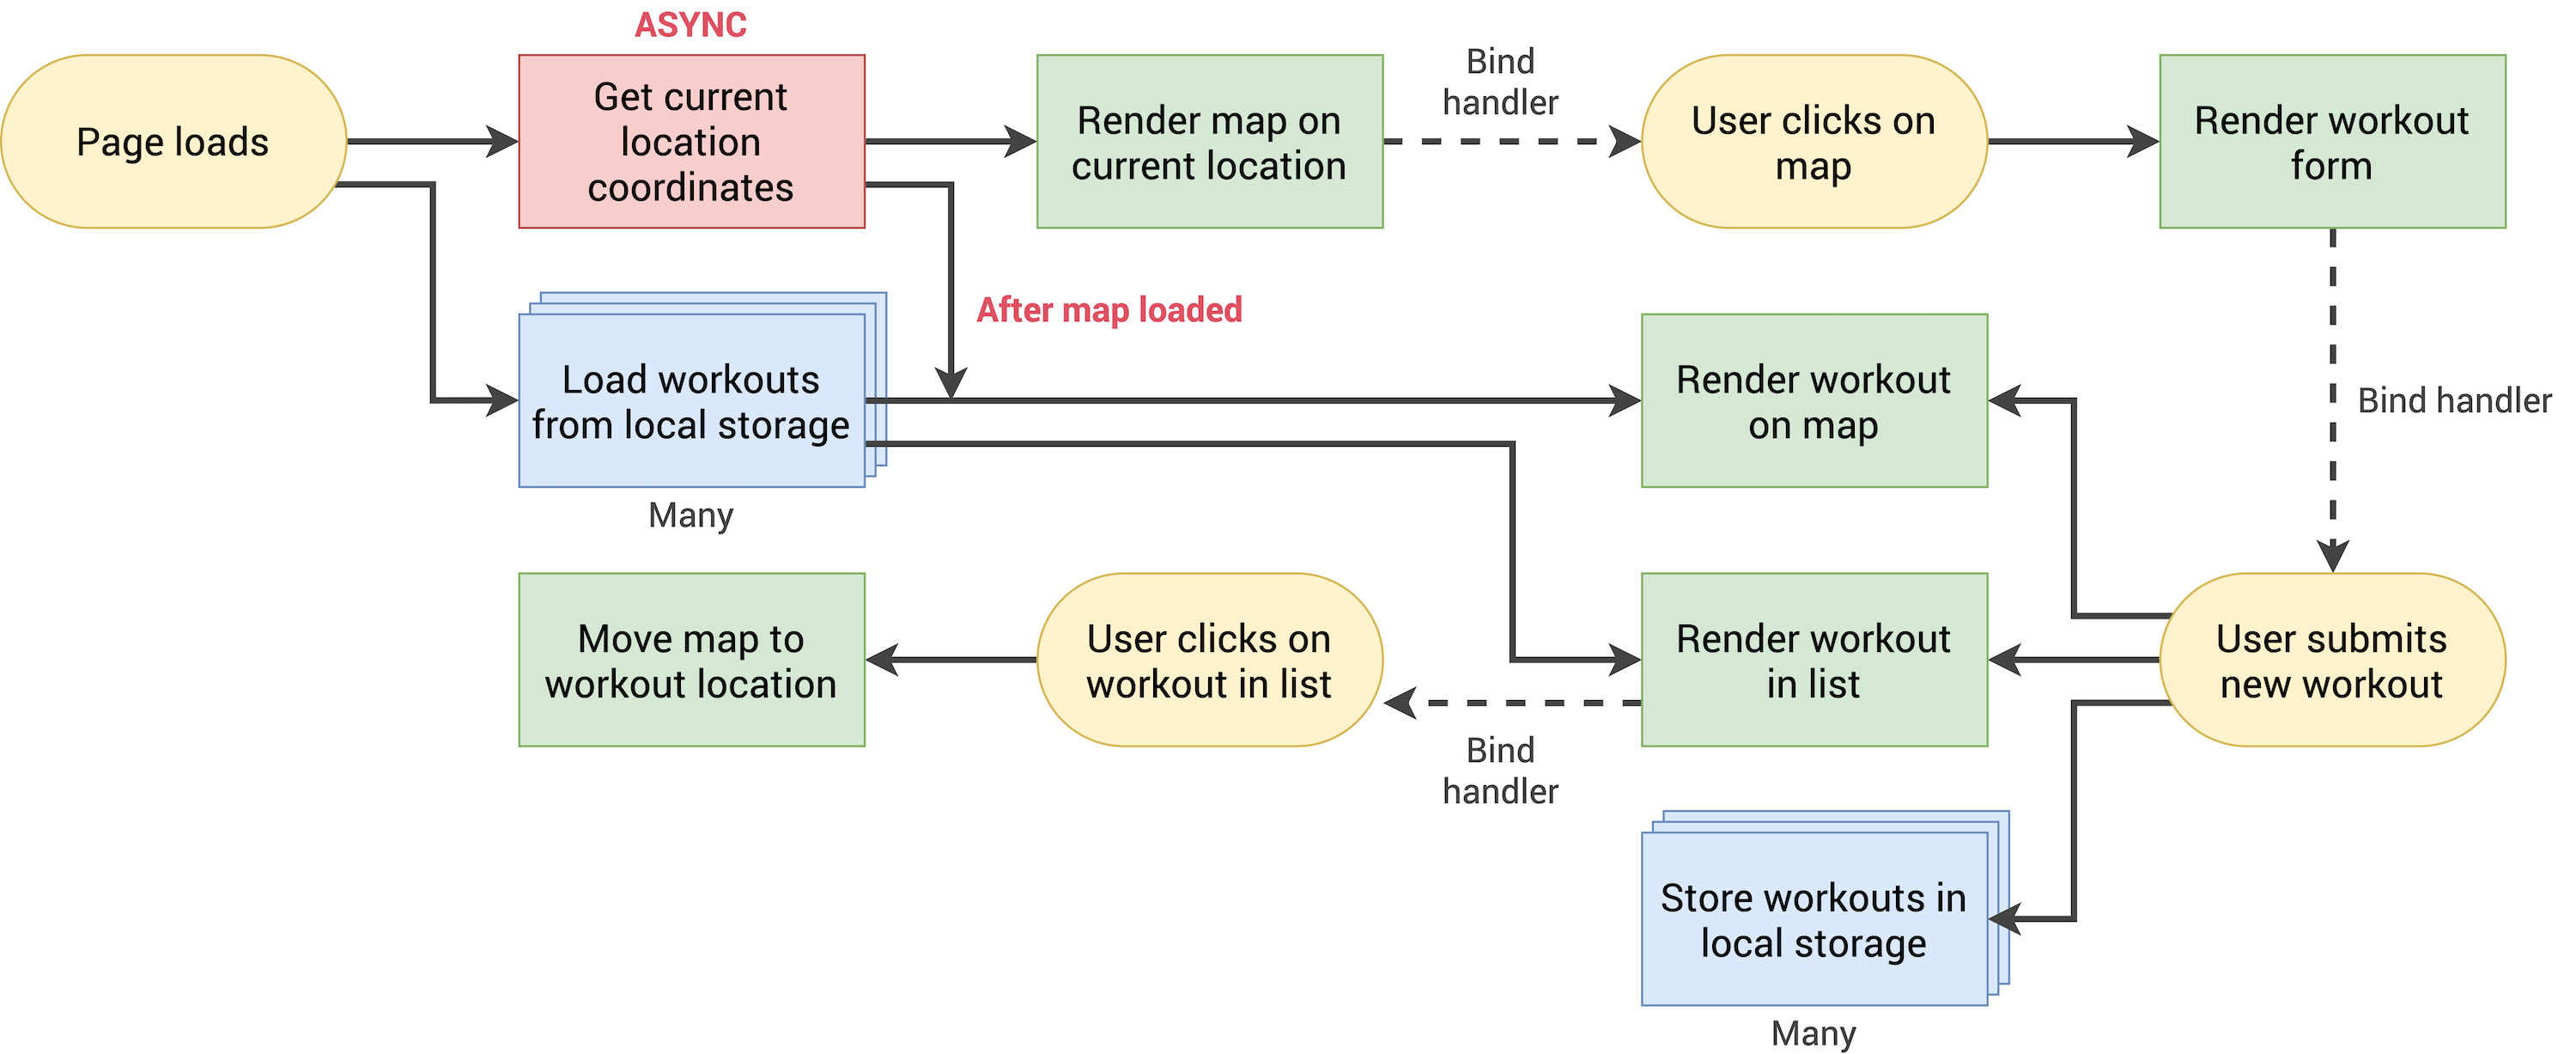 ASYNC
Page loads
Get current
location
coordinates
Render map on
current location
Bind
handler
User clicks on
map
Render workout
form
After map loaded
Load workouts
from local storage
Many
Render workout
on map
Bind handler
Move map to
workout location
User clicks on
workout in list
Bind
handler
Render workout
in list
User submits
new workout
Store workouts in
local storage
Many